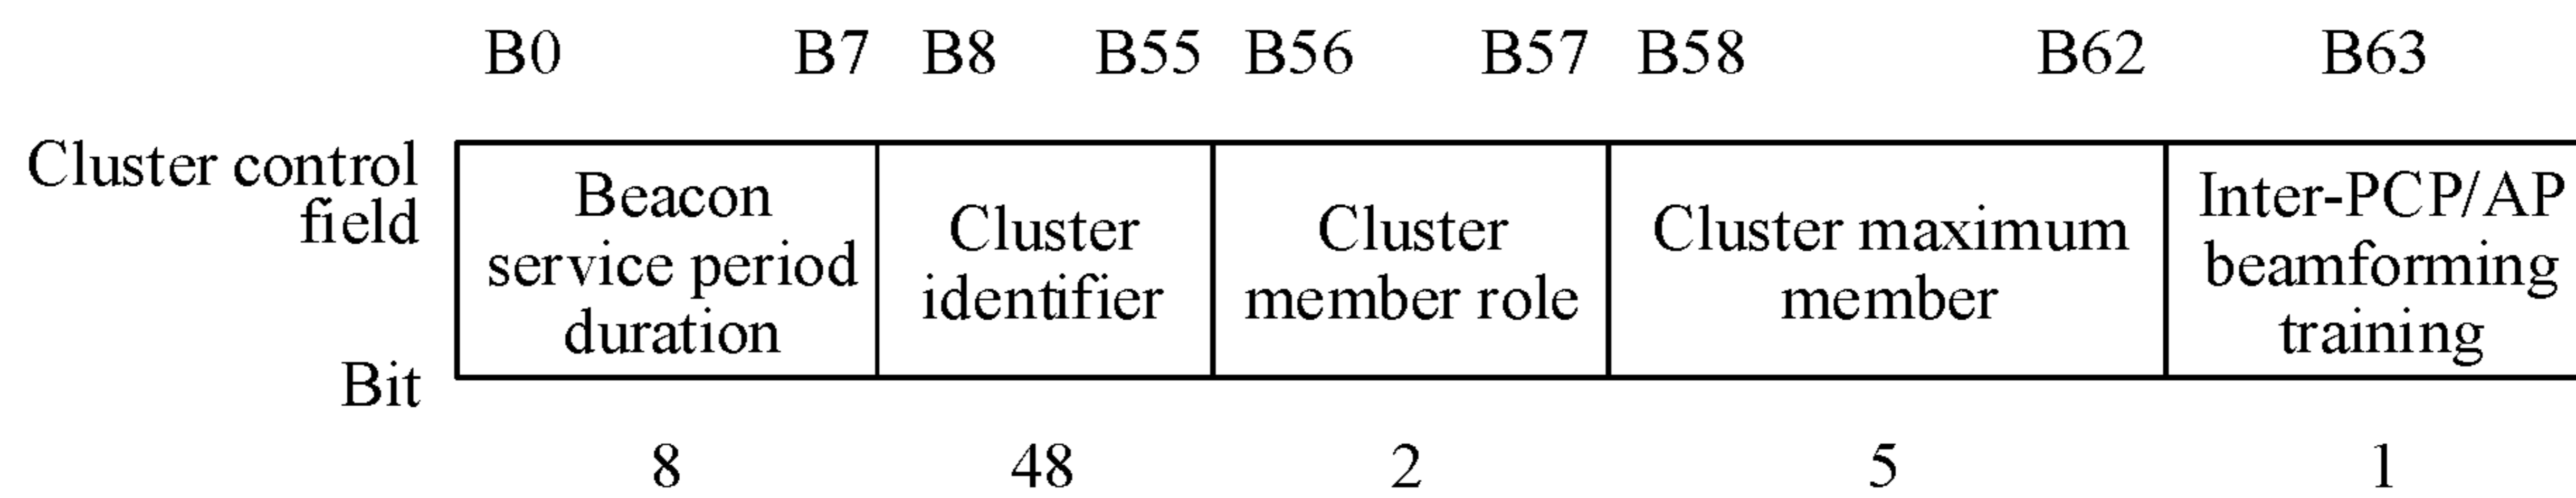 B0 B7 B8 B55 B56 B57 B58 B62 B63
Cluster control
field
Beacon
service period
duration
Cluster
identifier
Cluster
member role
Cluster maximum
member
Inter-PCP/AP
beamforming
training
Bit
8 48 2 5 1